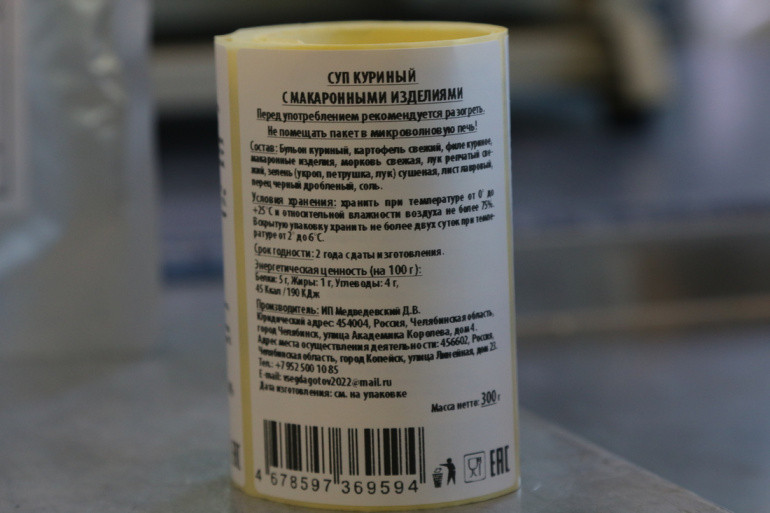 СУП КУРИНЫЙ
С МАКАРОННЫМИ ИЗДЕЛИЯМИ
Перед употреблением рекомендуется разогреть.
Не помещать пакет в микроволновую печь!
Состав: Бульон куриный, картофель свежий, филе куриное,
макаронные изделия, морковь свежая, лук репчатый све-
жий, зелень (укроп, петрушка, лук) сушеная, лист лавровый,
перец черный дробленый, соль.
Условия хранения: хранить при температуре от 0° до
+25°С и относительной влажности воздуха не более 75%.
Вскрытую упаковку хранить не более двух суток при темпе-
ратуре от 2° до 6°С.
Срок годности: 2 года с даты изготовления.
Энергетическая ценность (на 100 г):
Белки: 5 г, Жиры: 1 г, Углеводы: 4 г,
45 Ккал / 190 КДж
Производитель: ИП Медведевский Д.В.
Юридический адрес: 454004, Россия, Челябинская область,
город Челябинск, улица Академика Королева, дом 4.
Адрес места осуществления деятельности: 456602, Россия,
Челябинская область, город Копейск, улица Линейная, дом 23.
Тел.: +7 952 500 10 85
E-mail: vsegdagotov2022@mail.ru
Дата изготовления: см. на упаковке
Масса нетто: 300 г
4 678597 369594
EAC